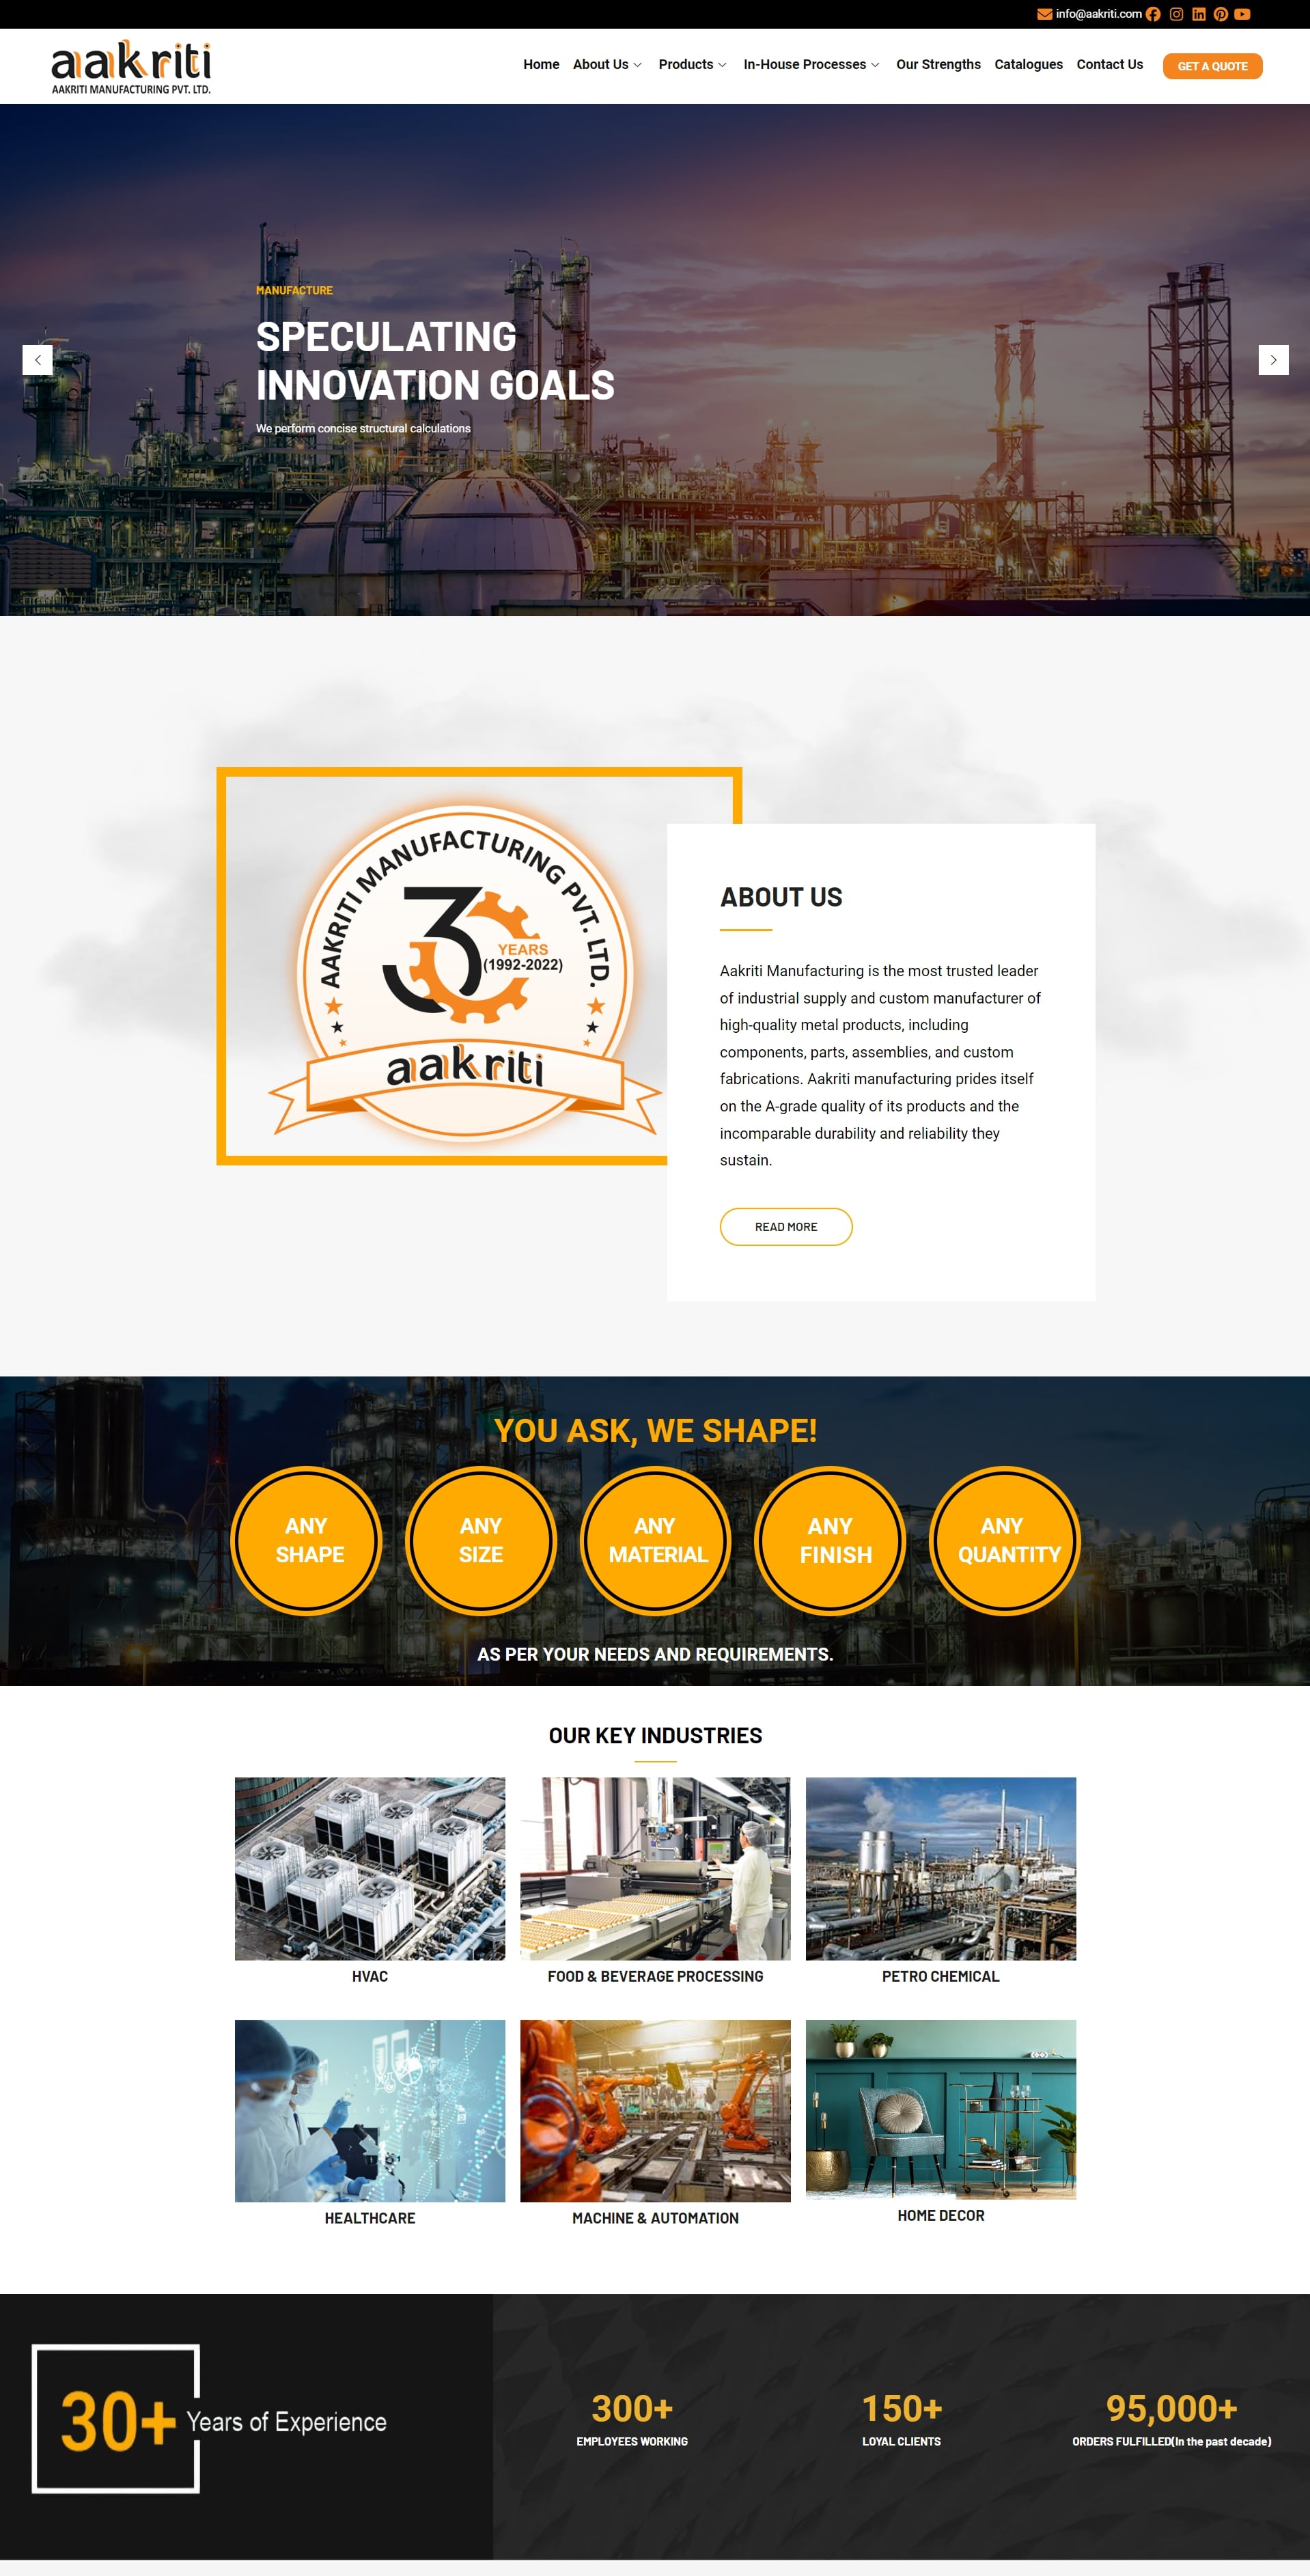 info@aakriti.com
aakriti
AAKRITI MANUFACTURING PVT. LTD.
Home About Us Products In-House Processes Our Strengths Catalogues Contact Us GET A QUOTE
MANUFACTURE
SPECULATING
INNOVATION GOALS
We perform concise structural calculations
AAKRITI MANUFACTURING PVT. LTD.
30
YEARS
(1992-2022)
aakriti
ABOUT US
Aakriti Manufacturing is the most trusted leader
of industrial supply and custom manufacturer of
high-quality metal products, including
components, parts, assemblies, and custom
fabrications. Aakriti manufacturing prides itself
on the A-grade quality of its products and the
incomparable durability and reliability they
sustain.
READ MORE
YOU ASK, WE SHAPE!
ANY
SHAPE
ANY
SIZE
ANY
MATERIAL
ANY
FINISH
ANY
QUANTITY
AS PER YOUR NEEDS AND REQUIREMENTS.
OUR KEY INDUSTRIES
HVAC
FOOD & BEVERAGE PROCESSING
PETRO CHEMICAL
HEALTHCARE
MACHINE & AUTOMATION
HOME DECOR
30+ Years of Experience
300+
EMPLOYEES WORKING
150+
LOYAL CLIENTS
95,000+
ORDERS FULFILLED(In the past decade)